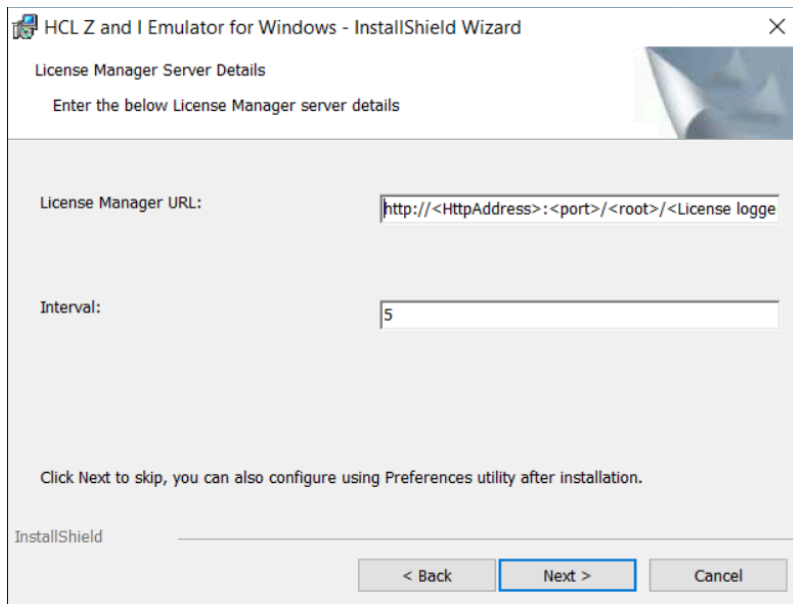 HCL Z and I Emulator for Windows - InstallShield Wizard
License Manager Server Details
Enter the below License Manager server details
License Manager URL:
http://<HttpAddress>:<port>/<root>/<License logge
Interval:
5
Click Next to skip, you can also configure using Preferences utility after installation.
InstallShield
< Back
Next >
Cancel